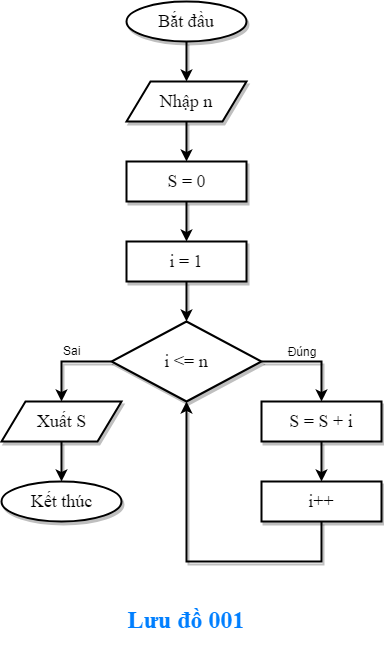 Bắt đầu
Nhập n
S = 0
i = 1
i <= n
Sai
Đúng
Xuất S
S = S + i
Kết thúc
i++
Lưu đồ 001